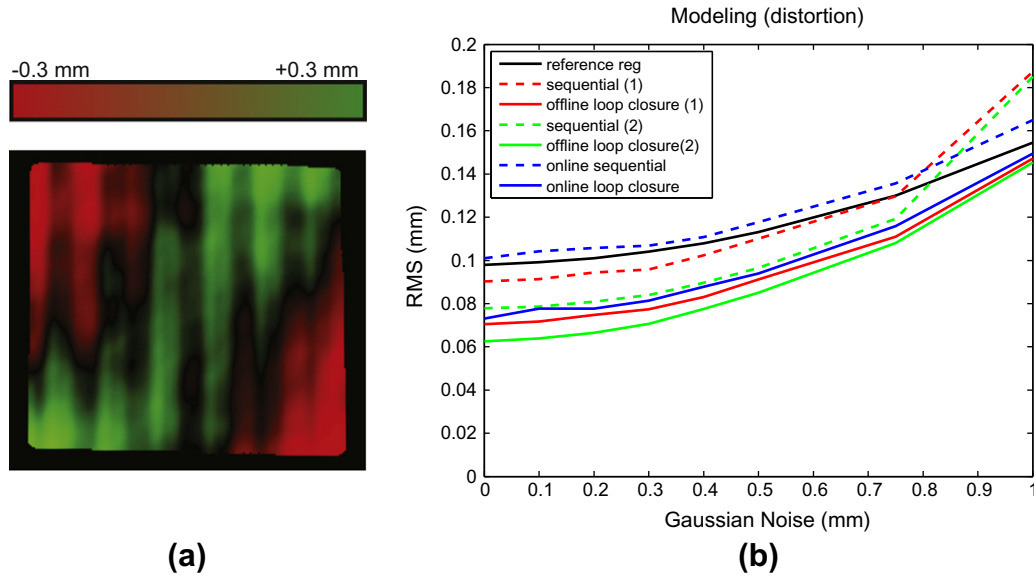 -0.3 mm +0.3 mm
(a)
Modeling (distortion)
reference reg
sequential (1)
offline loop closure (1)
sequential (2)
offline loop closure(2)
online sequential
online loop closure
RMS (mm)
0.2
0.18
0.16
0.14
0.12
0.1
0.08
0.06
0.04
0.02
0
0 0.1 0.2 0.3 0.4 0.5 0.6 0.7 0.8 0.9 1
Gaussian Noise (mm)
(b)